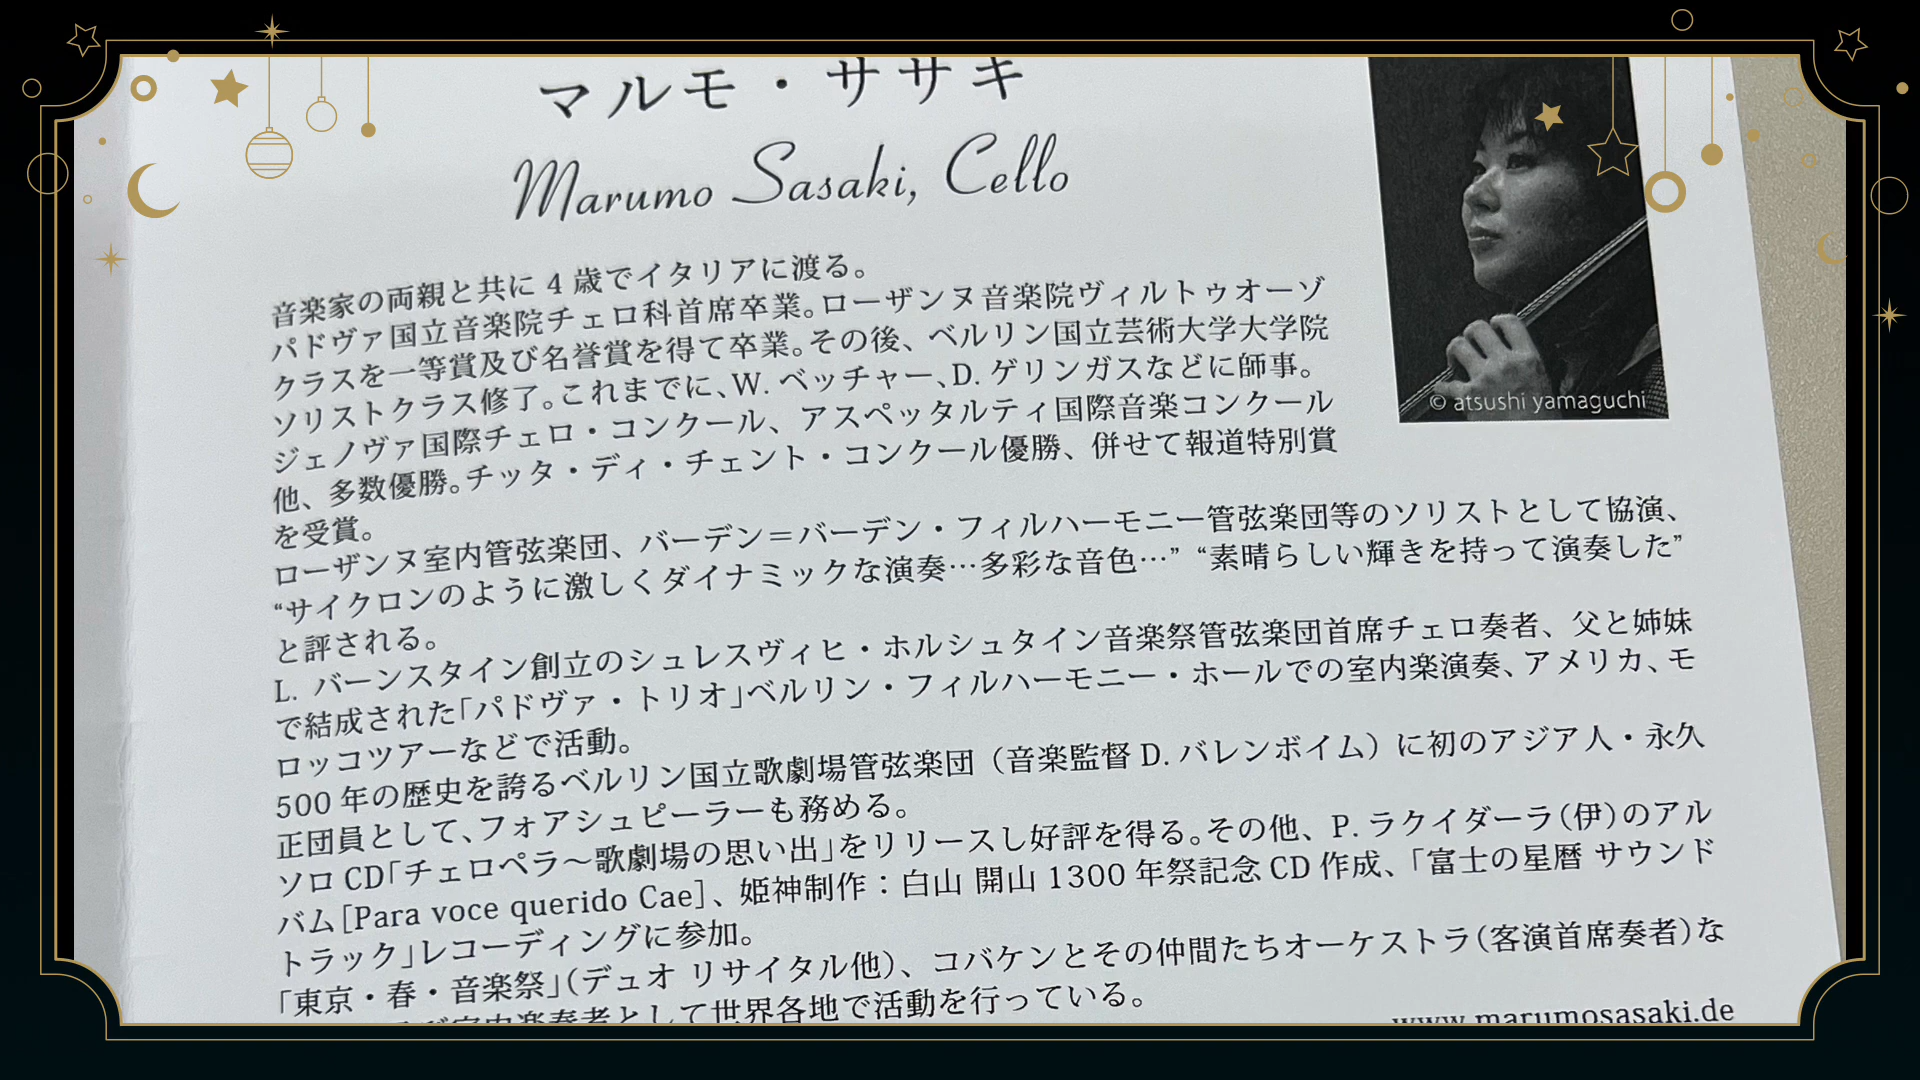 マルモ・ササキ
Marumo Sasaki, Cello
© atsushi yamaguchi
音楽家の両親と共に 4 歳でイタリアに渡る。
パドヴァ国立音楽院チェロ科首席卒業。ローザンヌ音楽院ヴィルトゥオーゾ
クラスを一等賞及び名誉賞を得て卒業。その後、ベルリン国立芸術大学大学院
ソリストクラス修了。これまでに、W. ベッチャー、D. ゲリンガスなどに師事。
ジェノヴァ国際チェロ・コンクール、アスペッタルティ国際音楽コンクール
他、多数優勝。チッタ・ディ・チェント・コンクール優勝、併せて報道特別賞
を受賞。
ローザンヌ室内管弦楽団、バーデン＝バーデン・フィルハーモニー管弦楽団等のソリストとして協演、
“サイクロンのように激しくダイナミックな演奏…多彩な音色…” “素晴らしい輝きを持って演奏した”
と評される。
L. バーンスタイン創立のシュレスヴィヒ・ホルシュタイン音楽祭管弦楽団首席チェロ奏者、父と姉妹
で結成された「パドヴァ・トリオ」ベルリン・フィルハーモニー・ホールでの室内楽演奏、アメリカ、モ
ロッコツアーなどで活動。
500 年の歴史を誇るベルリン国立歌劇場管弦楽団（音楽監督 D. バレンボイム）に初のアジア人・永久
正団員として、フォアシュピーラーも務める。
ソロ CD「チェロペラ～歌劇場の思い出」をリリースし好評を得る。その他、P. ラクイダーラ（伊）のアル
バム［Para voce querido Cae］、姫神制作：白山 開山 1300 年祭記念 CD 作成、「富士の星暦 サウンド
トラック」レコーディングに参加。
「東京・春・音楽祭」（デュオ リサイタル他）、コバケンとその仲間たちオーケストラ（客演首席奏者）な
室内楽奏者として世界各地で活動を行っている。
www.marumosasaki.de